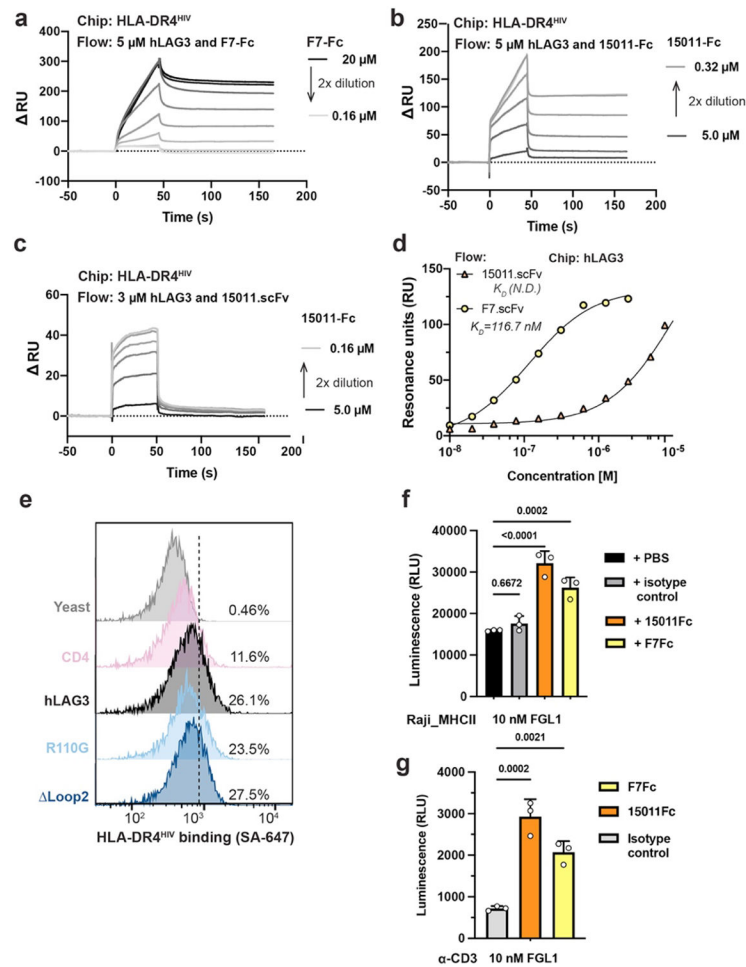 a
Chip: HLA-DR4HIV
Flow: 5 µM hLAG3 and F7-Fc
F7-Fc
20 µM
2x dilution
0.16 µM
Δ RU
400
300
200
100
0
-100
-50 0 50 100 150 200
Time (s)
b
Chip: HLA-DR4HIV
Flow: 5 µM hLAG3 and 15011-Fc
15011-Fc
0.32 µM
2x dilution
5.0 µM
Δ RU
250
200
150
100
50
0
-50
-50 0 50 100 150 200
Time (s)
c
Chip: HLA-DR4HIV
Flow: 3 µM hLAG3 and 15011.scFv
15011-Fc
0.16 µM
2x dilution
5.0 µM
Δ RU
60
40
20
0
-20
-50 0 50 100 150 200
Time (s)
d
Flow:
Chip: hLAG3
15011.scFv
KD (N.D.)
F7.scFv
KD=116.7 nM
Resonance units (RU)
150
100
50
0
10-8 10-7 10-6 10-5
Concentration [M]
e
Yeast 0.46%
CD4 11.6%
hLAG3 26.1%
R110G 23.5%
ΔLoop2 27.5%
102 103 104
HLA-DR4HIV binding (SA-647)
f
0.0002
<0.0001
0.6672
Luminescence (RLU)
40000
30000
20000
10000
0
+ PBS
+ isotype
control
+ 15011Fc
+ F7Fc
Raji_MHCII 10 nM FGL1
g
0.0021
0.0002
Luminescence (RLU)
4000
3000
2000
1000
0
F7Fc
15011Fc
Isotype
control
α-CD3 10 nM FGL1